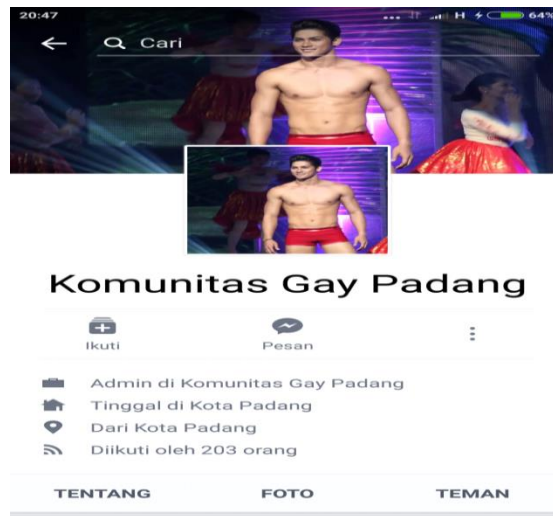 20:47
H 64%
Cari
Komunitas Gay Padang
Ikuti
Pesan
Admin di Komunitas Gay Padang
Tinggal di Kota Padang
Dari Kota Padang
Diikuti oleh 203 orang
TENTANG
FOTO
TEMAN